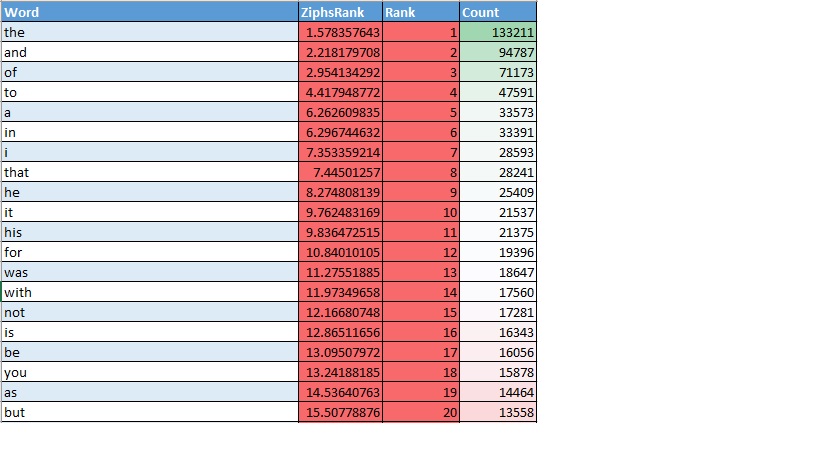 Word ZiphsRank Rank Count
the 1.578357643 1 133211
and 2.218179708 2 94787
of 2.954134292 3 71173
to 4.417948772 4 47591
a 6.262609835 5 33573
in 6.296744632 6 33391
i 7.353359214 7 28593
that 7.44501257 8 28241
he 8.274808139 9 25409
it 9.762483169 10 21537
his 9.836472515 11 21375
for 10.84010105 12 19396
was 11.27551885 13 18647
with 11.97349658 14 17560
not 12.16680748 15 17281
is 12.86511656 16 16343
be 13.09507972 17 16056
you 13.24188185 18 15878
as 14.53640763 19 14464
but 15.50778876 20 13558